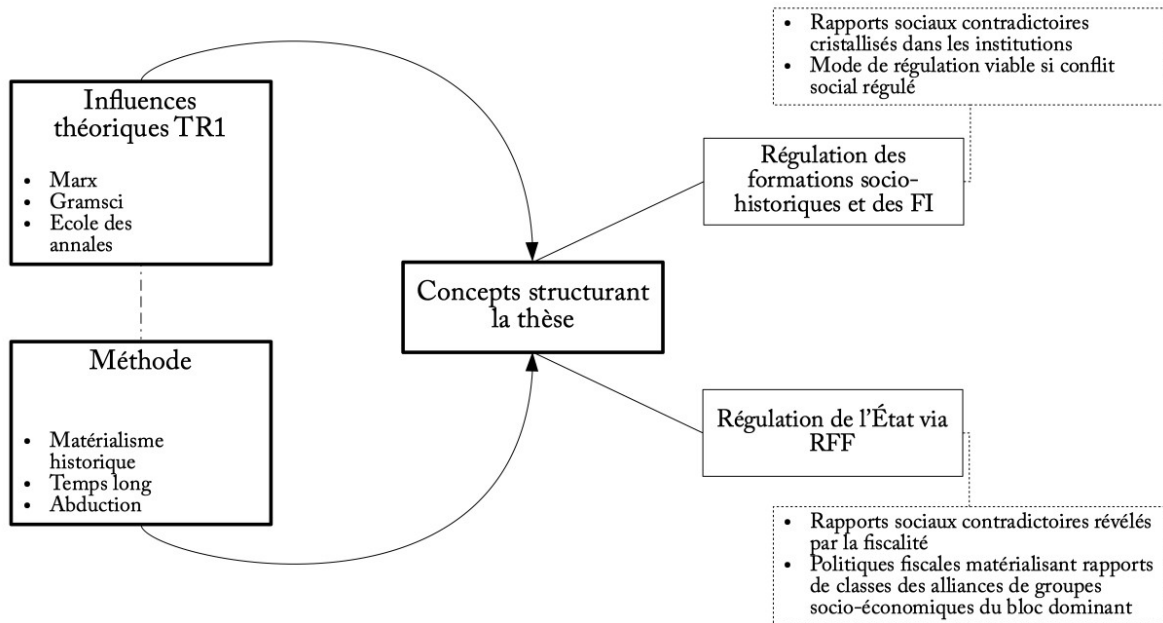 Influences
théoriques TR1
• Marx
• Gramsci
• Ecole des
annales
Méthode
• Matérialisme
historique
• Temps long
• Abduction
Concepts structurant
la thèse
• Rapports sociaux contradictoires
cristallisés dans les institutions
• Mode de régulation viable si conflit
social régulé
Régulation des
formations socio-
historiques et des FI
Régulation de l’État via
RFF
• Rapports sociaux contradictoires révélés
par la fiscalité
• Politiques fiscales matérialisant rapports
de classes des alliances de groupes
socio-économiques du bloc dominant